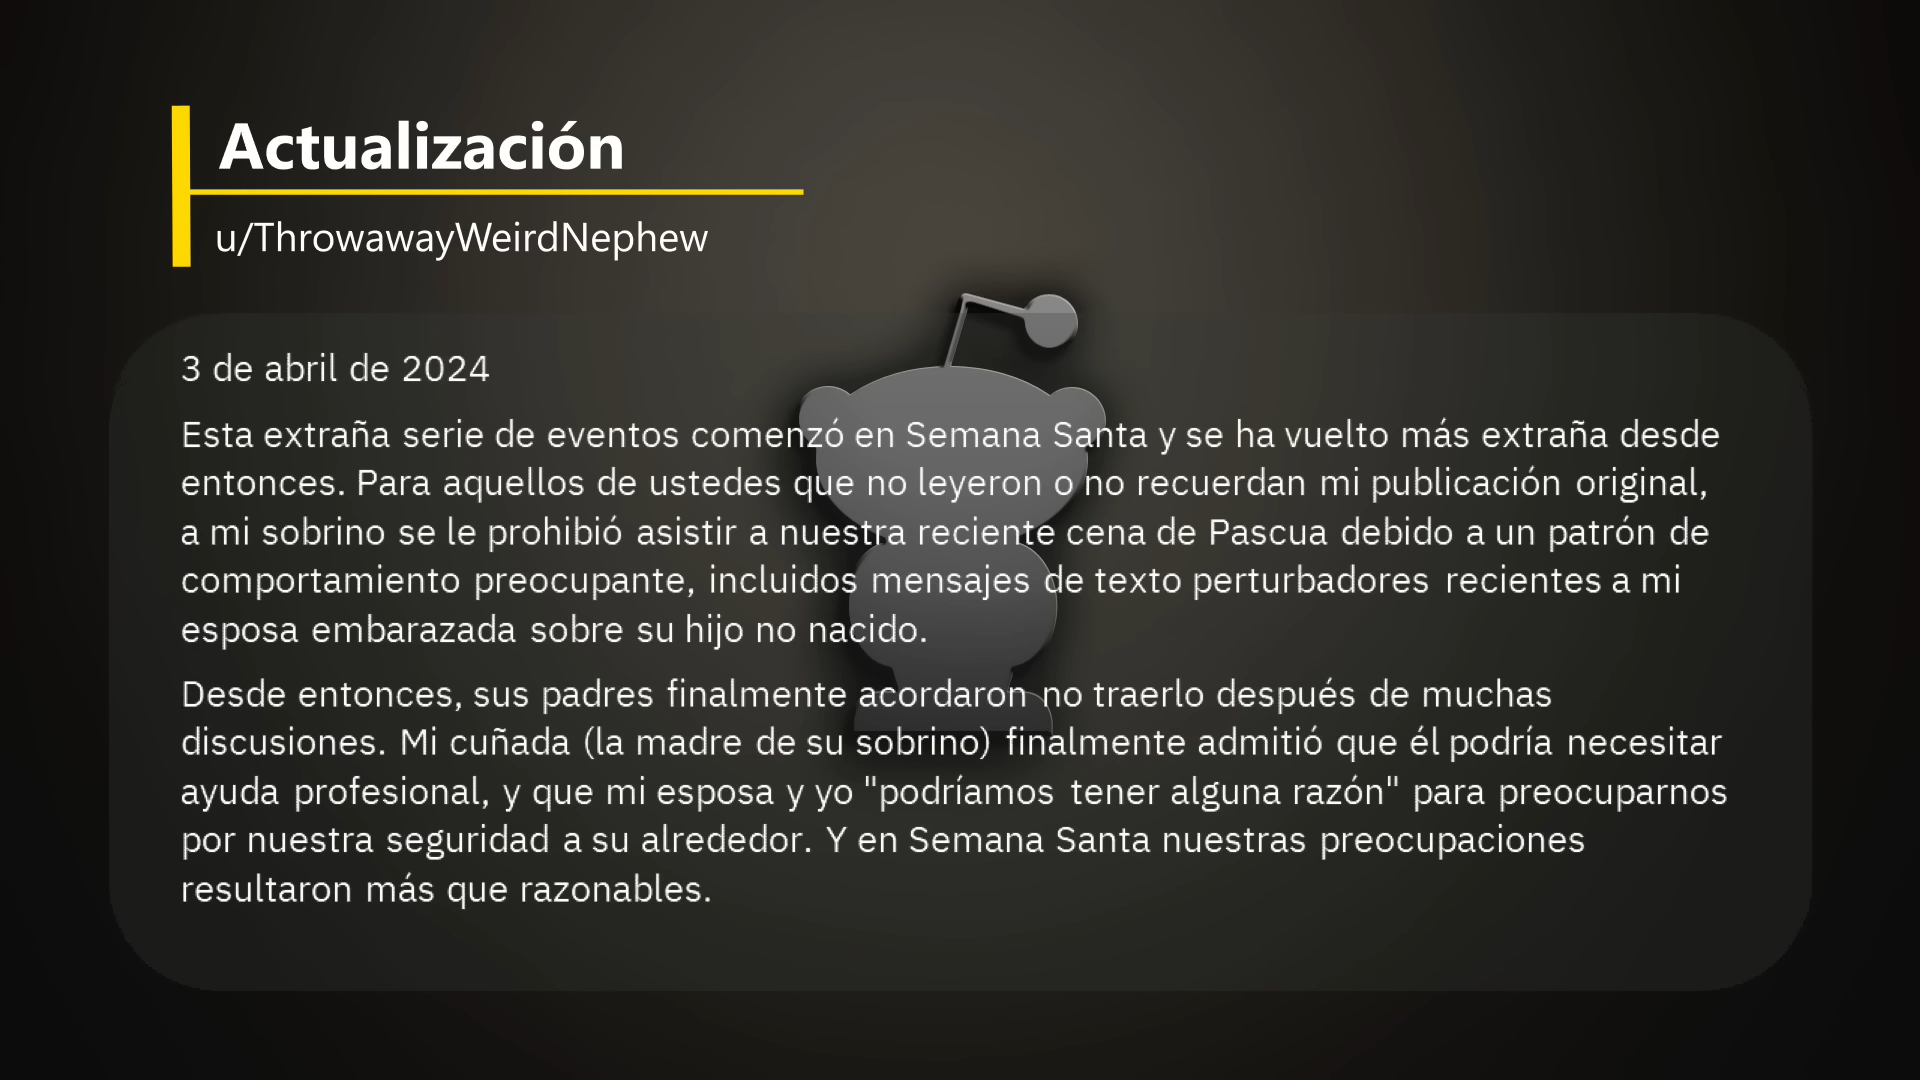 Actualización
u/ThrowawayWeirdNephew
3 de abril de 2024
Esta extraña serie de eventos comenzó en Semana Santa y se ha vuelto más extraña desde
entonces. Para aquellos de ustedes que no leyeron o no recuerdan mi publicación original,
a mi sobrino se le prohibió asistir a nuestra reciente cena de Pascua debido a un patrón de
comportamiento preocupante, incluidos mensajes de texto perturbadores recientes a mi
esposa embarazada sobre su hijo no nacido.
Desde entonces, sus padres finalmente acordaron no traerlo después de muchas
discusiones. Mi cuñada (la madre de su sobrino) finalmente admitió que él podría necesitar
ayuda profesional, y que mi esposa y yo "podríamos tener alguna razón" para preocuparnos
por nuestra seguridad a su alrededor. Y en Semana Santa nuestras preocupaciones
resultaron más que razonables.